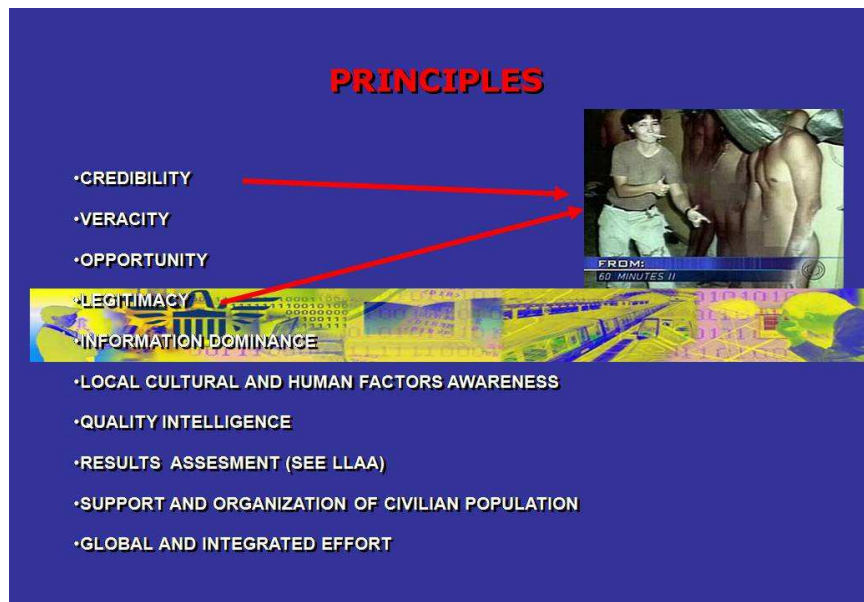 PRINCIPLES
•CREDIBILITY
•VERACITY
•OPPORTUNITY
FROM:
60 MINUTES II
•LEGITIMACY
•INFORMATION DOMINANCE
•LOCAL CULTURAL AND HUMAN FACTORS AWARENESS
•QUALITY INTELLIGENCE
•RESULTS ASSESMENT (SEE LLAA)
•SUPPORT AND ORGANIZATION OF CIVILIAN POPULATION
•GLOBAL AND INTEGRATED EFFORT